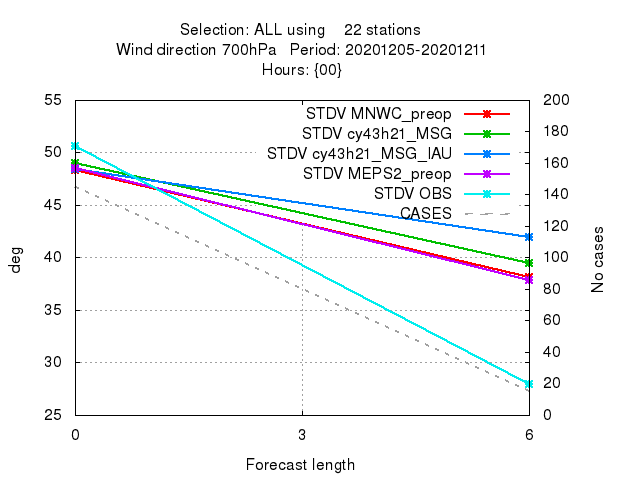 Selection: ALL using    22 stations
Wind direction 700hPa   Period: 20201205-20201211
Hours: {00}
55
50
45
40
35
30
25
200
180
160
140
120
100
80
60
40
20
0
STDV MNWC_preop
STDV cy43h21_MSG
STDV cy43h21_MSG_IAU
STDV MEPS2_preop
STDV OBS
CASES
deg
No cases
0
3
6
Forecast length